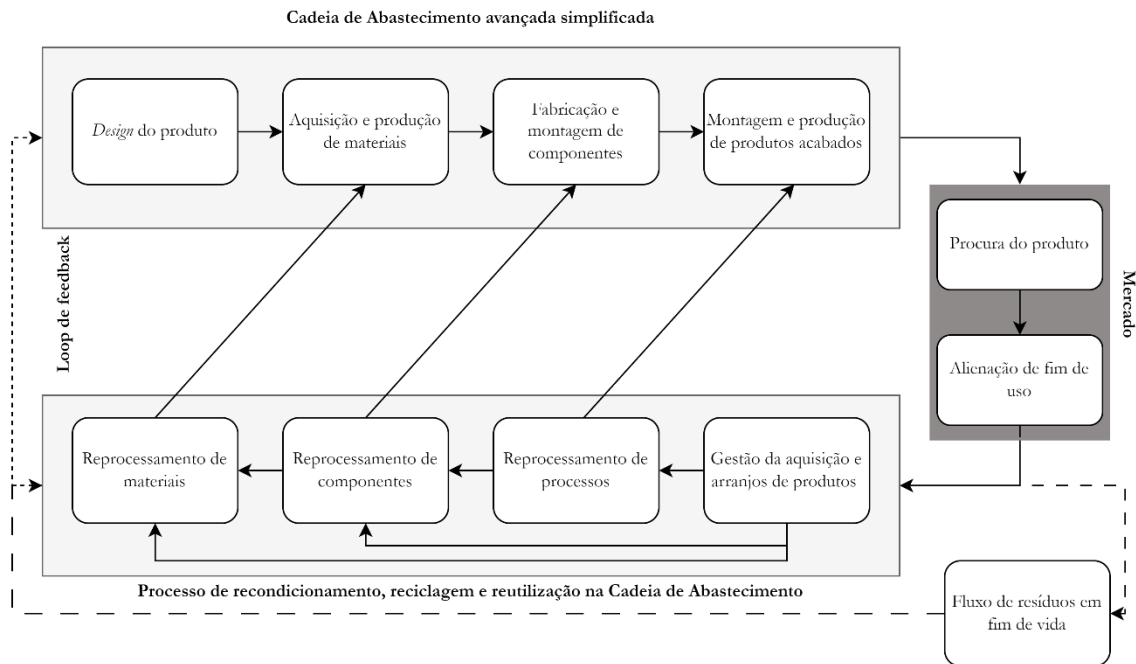 Cadeia de Abastecimento avançada simplificada
Design do produto
Aquisição e produção
de materiais
Fabricação e
montagem de
componentes
Montagem e produção
de produtos acabados
Procura do produto
Alienação de fim de
uso
Mercado
Loop de feedback
Reprocessamento de
materiais
Reprocessamento de
componentes
Reprocessamento de
processos
Gestão da aquisição e
arranjos de produtos
Processo de recondicionamento, reciclagem e reutilização na Cadeia de Abastecimento
Fluxo de resíduos em
fim de vida